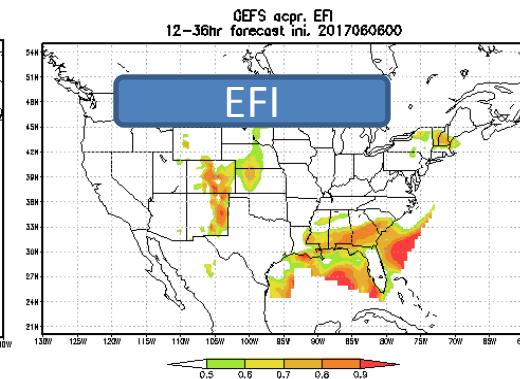 GEFS acpr, EFI
12-36hr forecast ini. 2017060600
EFI
54N
51N
48N
45N
42N
39N
36N
33N
30N
27N
24N
21N
130W 125W 120W 115W 110W 105W 100W 95W 90W 85W 80W 75W 70W 65W
0.5 0.6 0.7 0.8 0.9